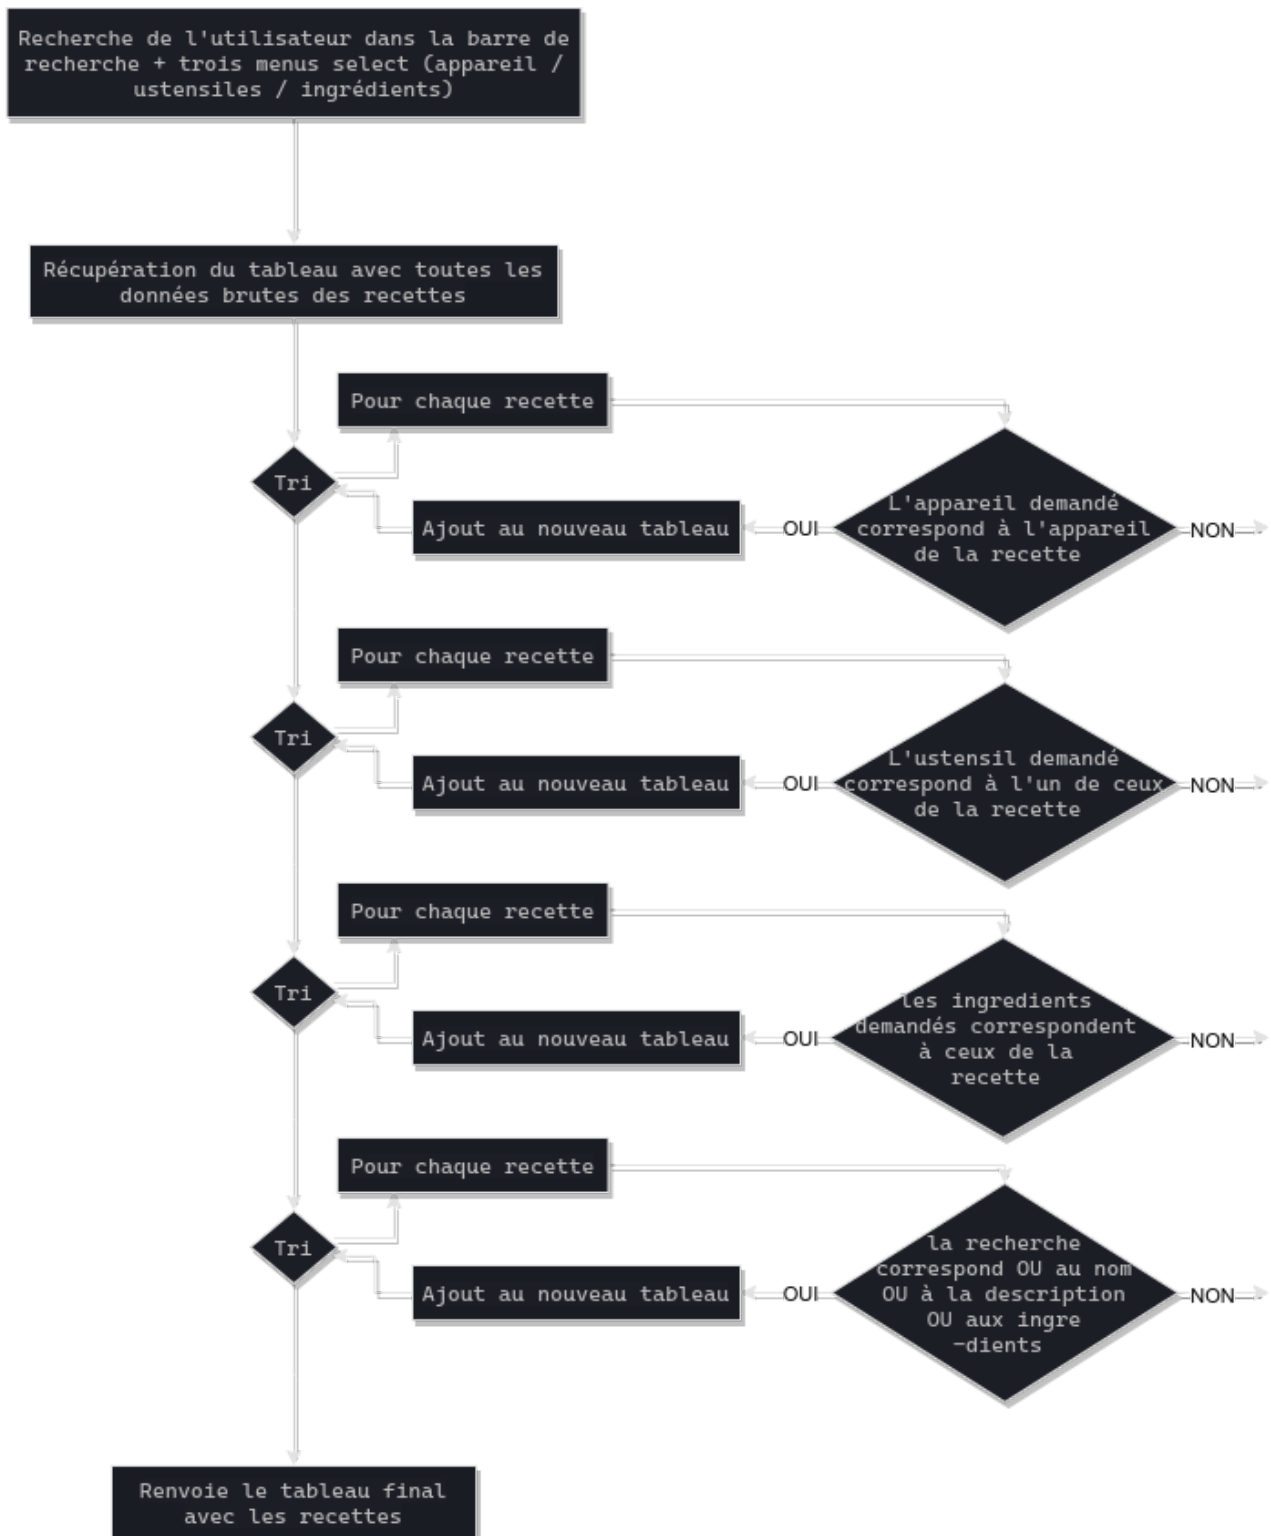 Recherche de l'utilisateur dans la barre de
recherche + trois menus select (appareil /
ustensiles / ingrédients)
Récupération du tableau avec toutes les
données brutes des recettes
Pour chaque recette
Tri
L'appareil demandé
correspond à l'appareil
de la recette
Ajout au nouveau tableau
OUI
NON
Pour chaque recette
Tri
L'ustensil demandé
correspond à l'un de ceux
de la recette
Ajout au nouveau tableau
OUI
NON
Pour chaque recette
Tri
les ingredients
demandés correspondent
à ceux de la
recette
Ajout au nouveau tableau
OUI
NON
Pour chaque recette
Tri
la recherche
correspond OU au nom
OU à la description
OU aux ingre
-dients
Ajout au nouveau tableau
OUI
NON
Renvoie le tableau final
avec les recettes